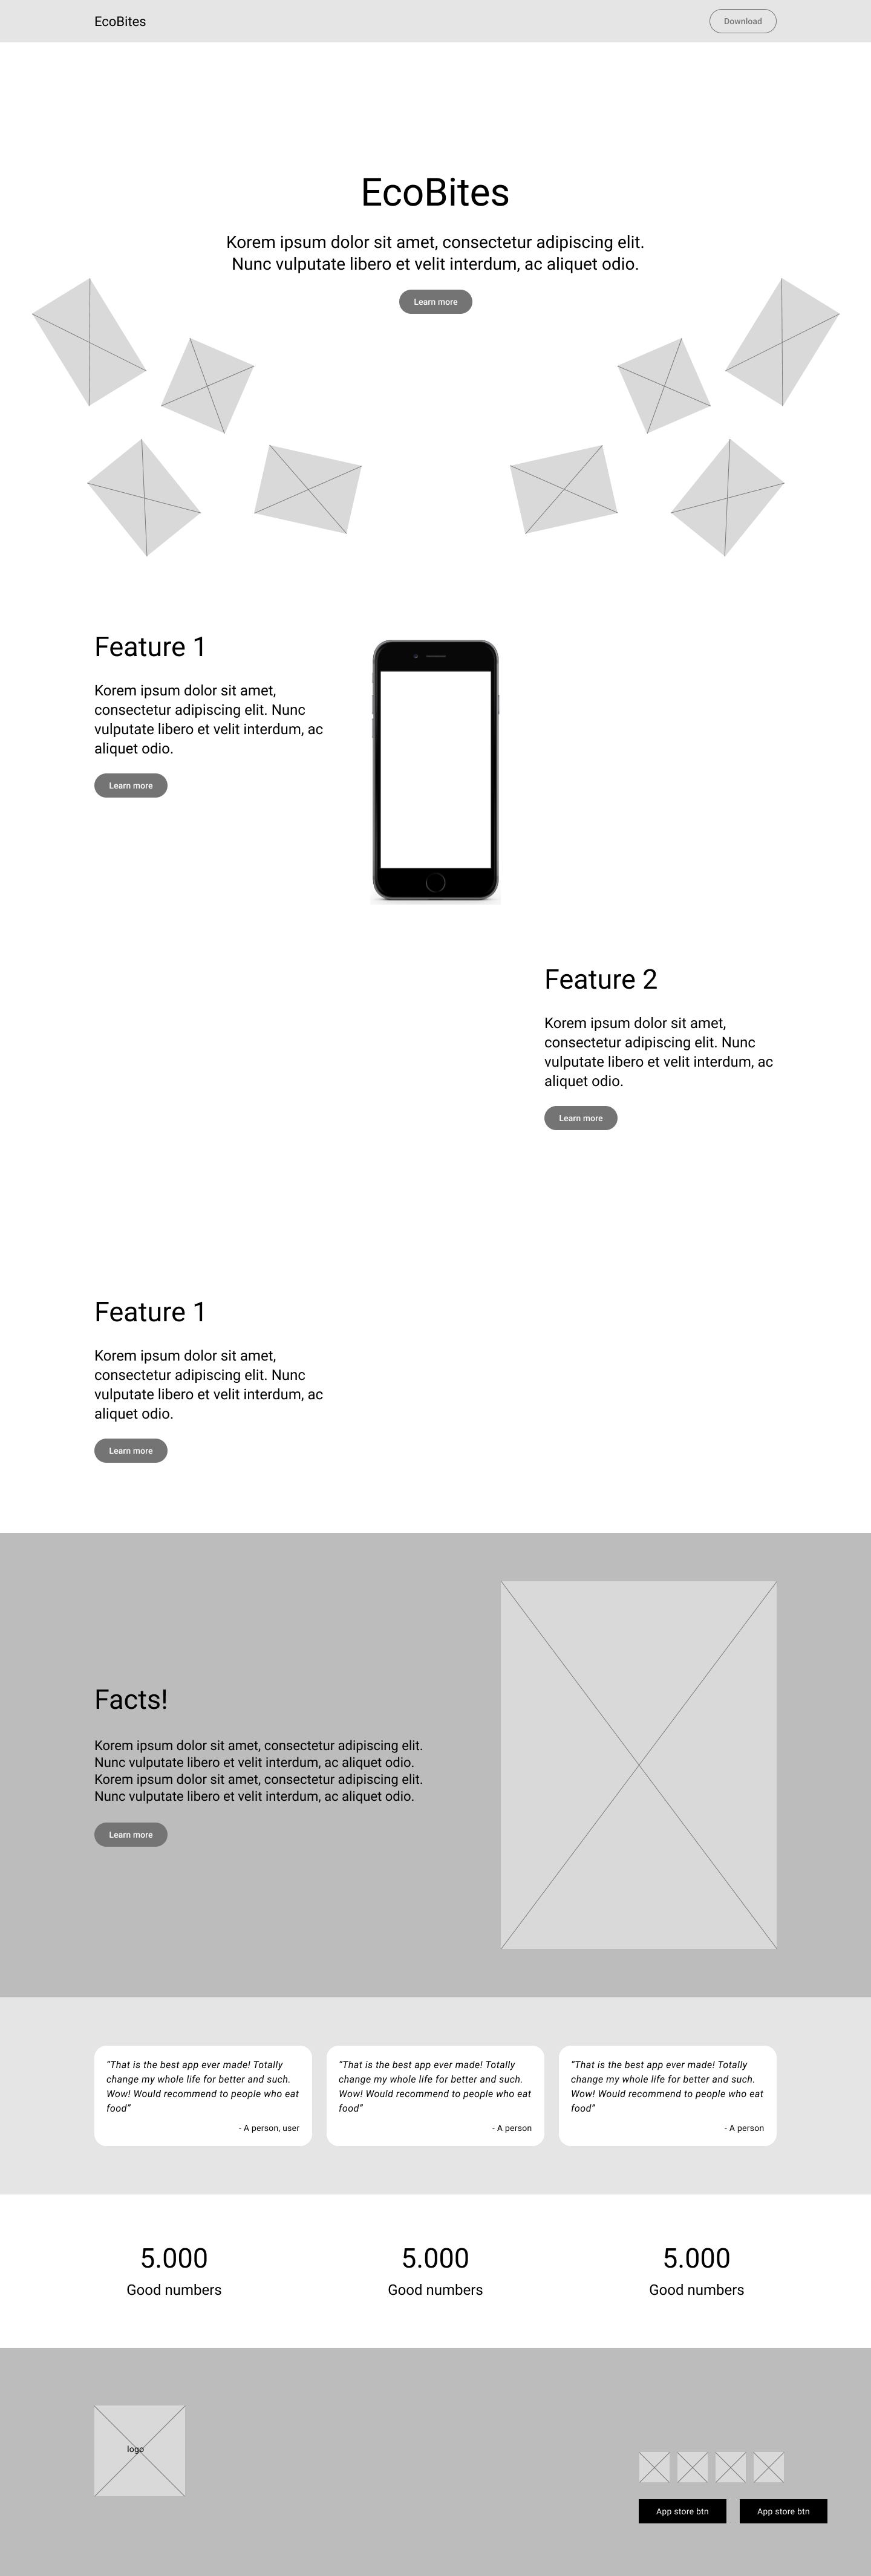 EcoBites
Download
EcoBites
Korem ipsum dolor sit amet, consectetur adipiscing elit.
Nunc vulputate libero et velit interdum, ac aliquet odio.
Learn more
Feature 1
Korem ipsum dolor sit amet,
consectetur adipiscing elit. Nunc
vulputate libero et velit interdum, ac
aliquet odio.
Learn more
Feature 2
Korem ipsum dolor sit amet,
consectetur adipiscing elit. Nunc
vulputate libero et velit interdum, ac
aliquet odio.
Learn more
Feature 1
Korem ipsum dolor sit amet,
consectetur adipiscing elit. Nunc
vulputate libero et velit interdum, ac
aliquet odio.
Learn more
Facts!
Korem ipsum dolor sit amet, consectetur adipiscing elit.
Nunc vulputate libero et velit interdum, ac aliquet odio.
Korem ipsum dolor sit amet, consectetur adipiscing elit.
Nunc vulputate libero et velit interdum, ac aliquet odio.
Learn more
“That is the best app ever made! Totally
change my whole life for better and such.
Wow! Would recommend to people who eat
food”
- A person, user
“That is the best app ever made! Totally
change my whole life for better and such.
Wow! Would recommend to people who eat
food”
- A person
“That is the best app ever made! Totally
change my whole life for better and such.
Wow! Would recommend to people who eat
food”
- A person
5.000
Good numbers
5.000
Good numbers
5.000
Good numbers
logo
App store btn
App store btn